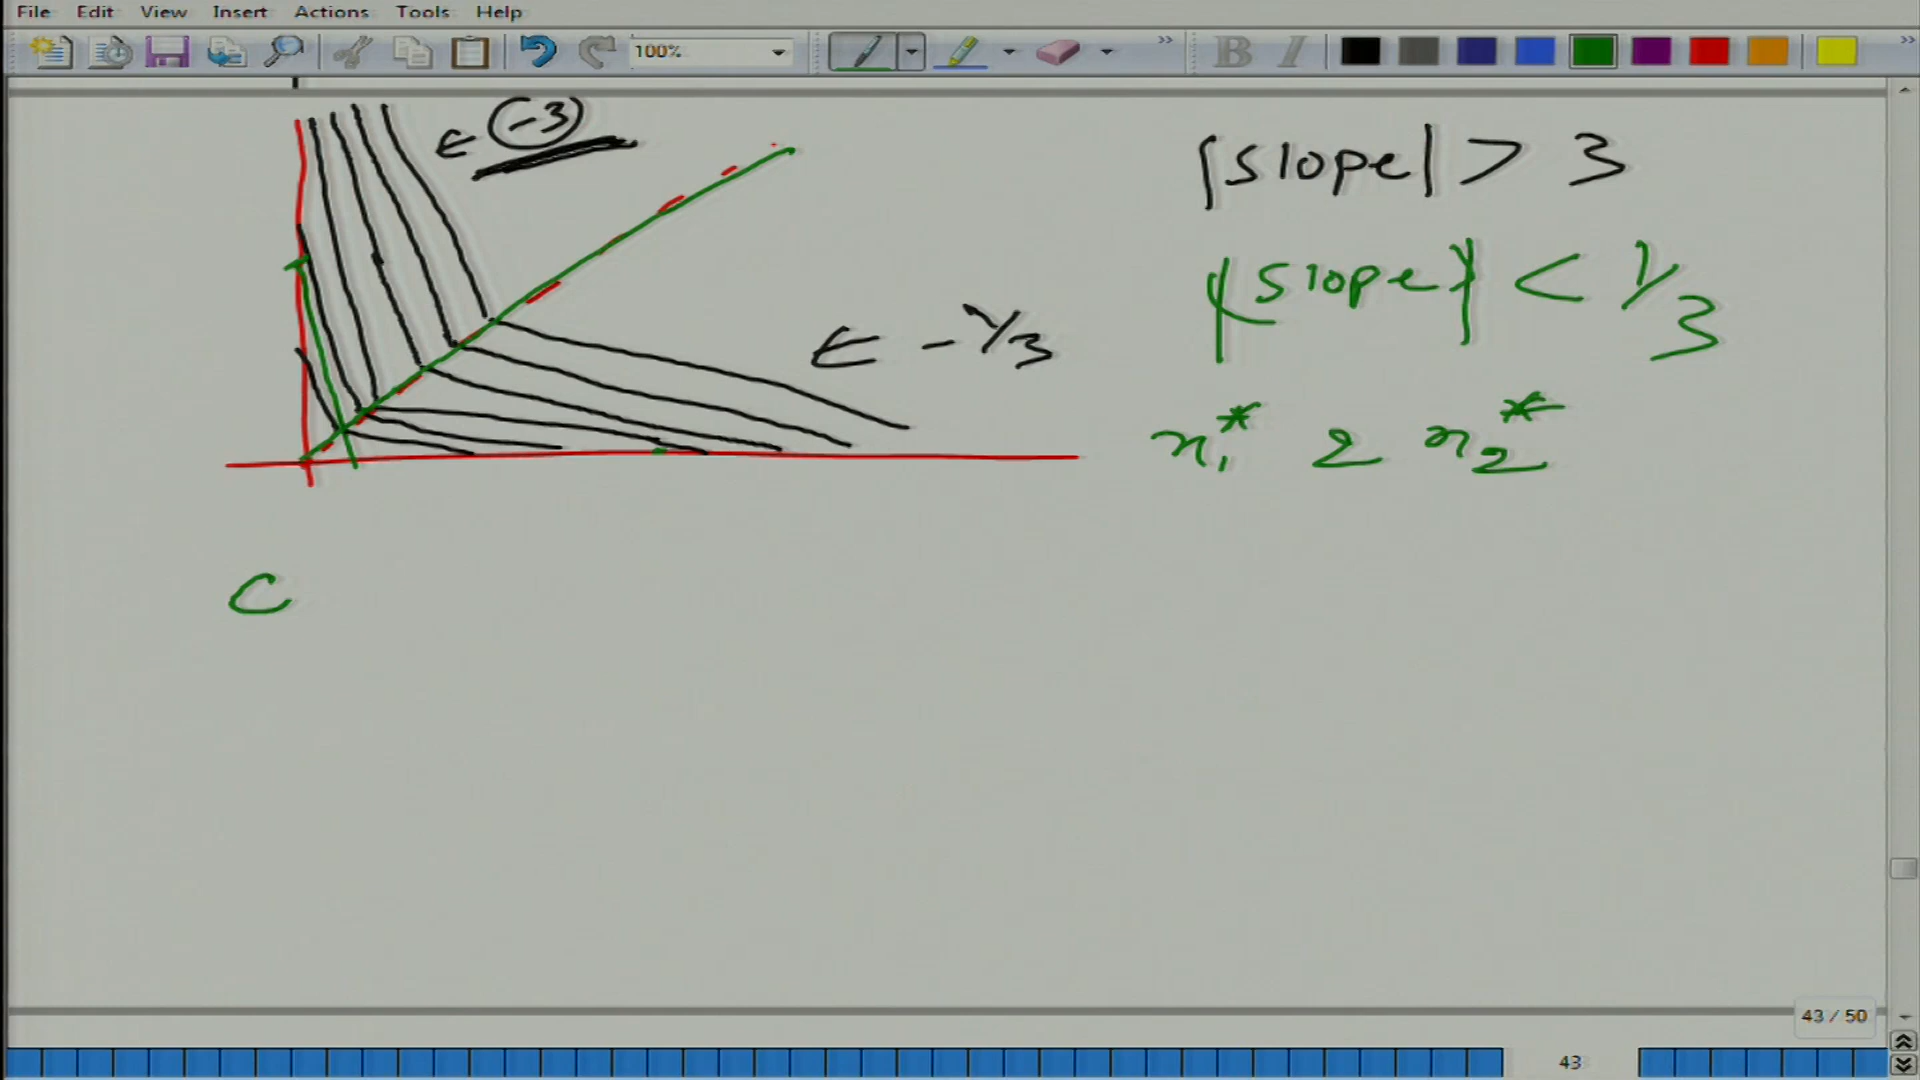 File Edit View Insert Actions Tools Help
100%
B I
∈ -3
|slope| > 3
|slope| < 1/3
∈ -1/3
x₁* & x₂*
C
43 / 50
43